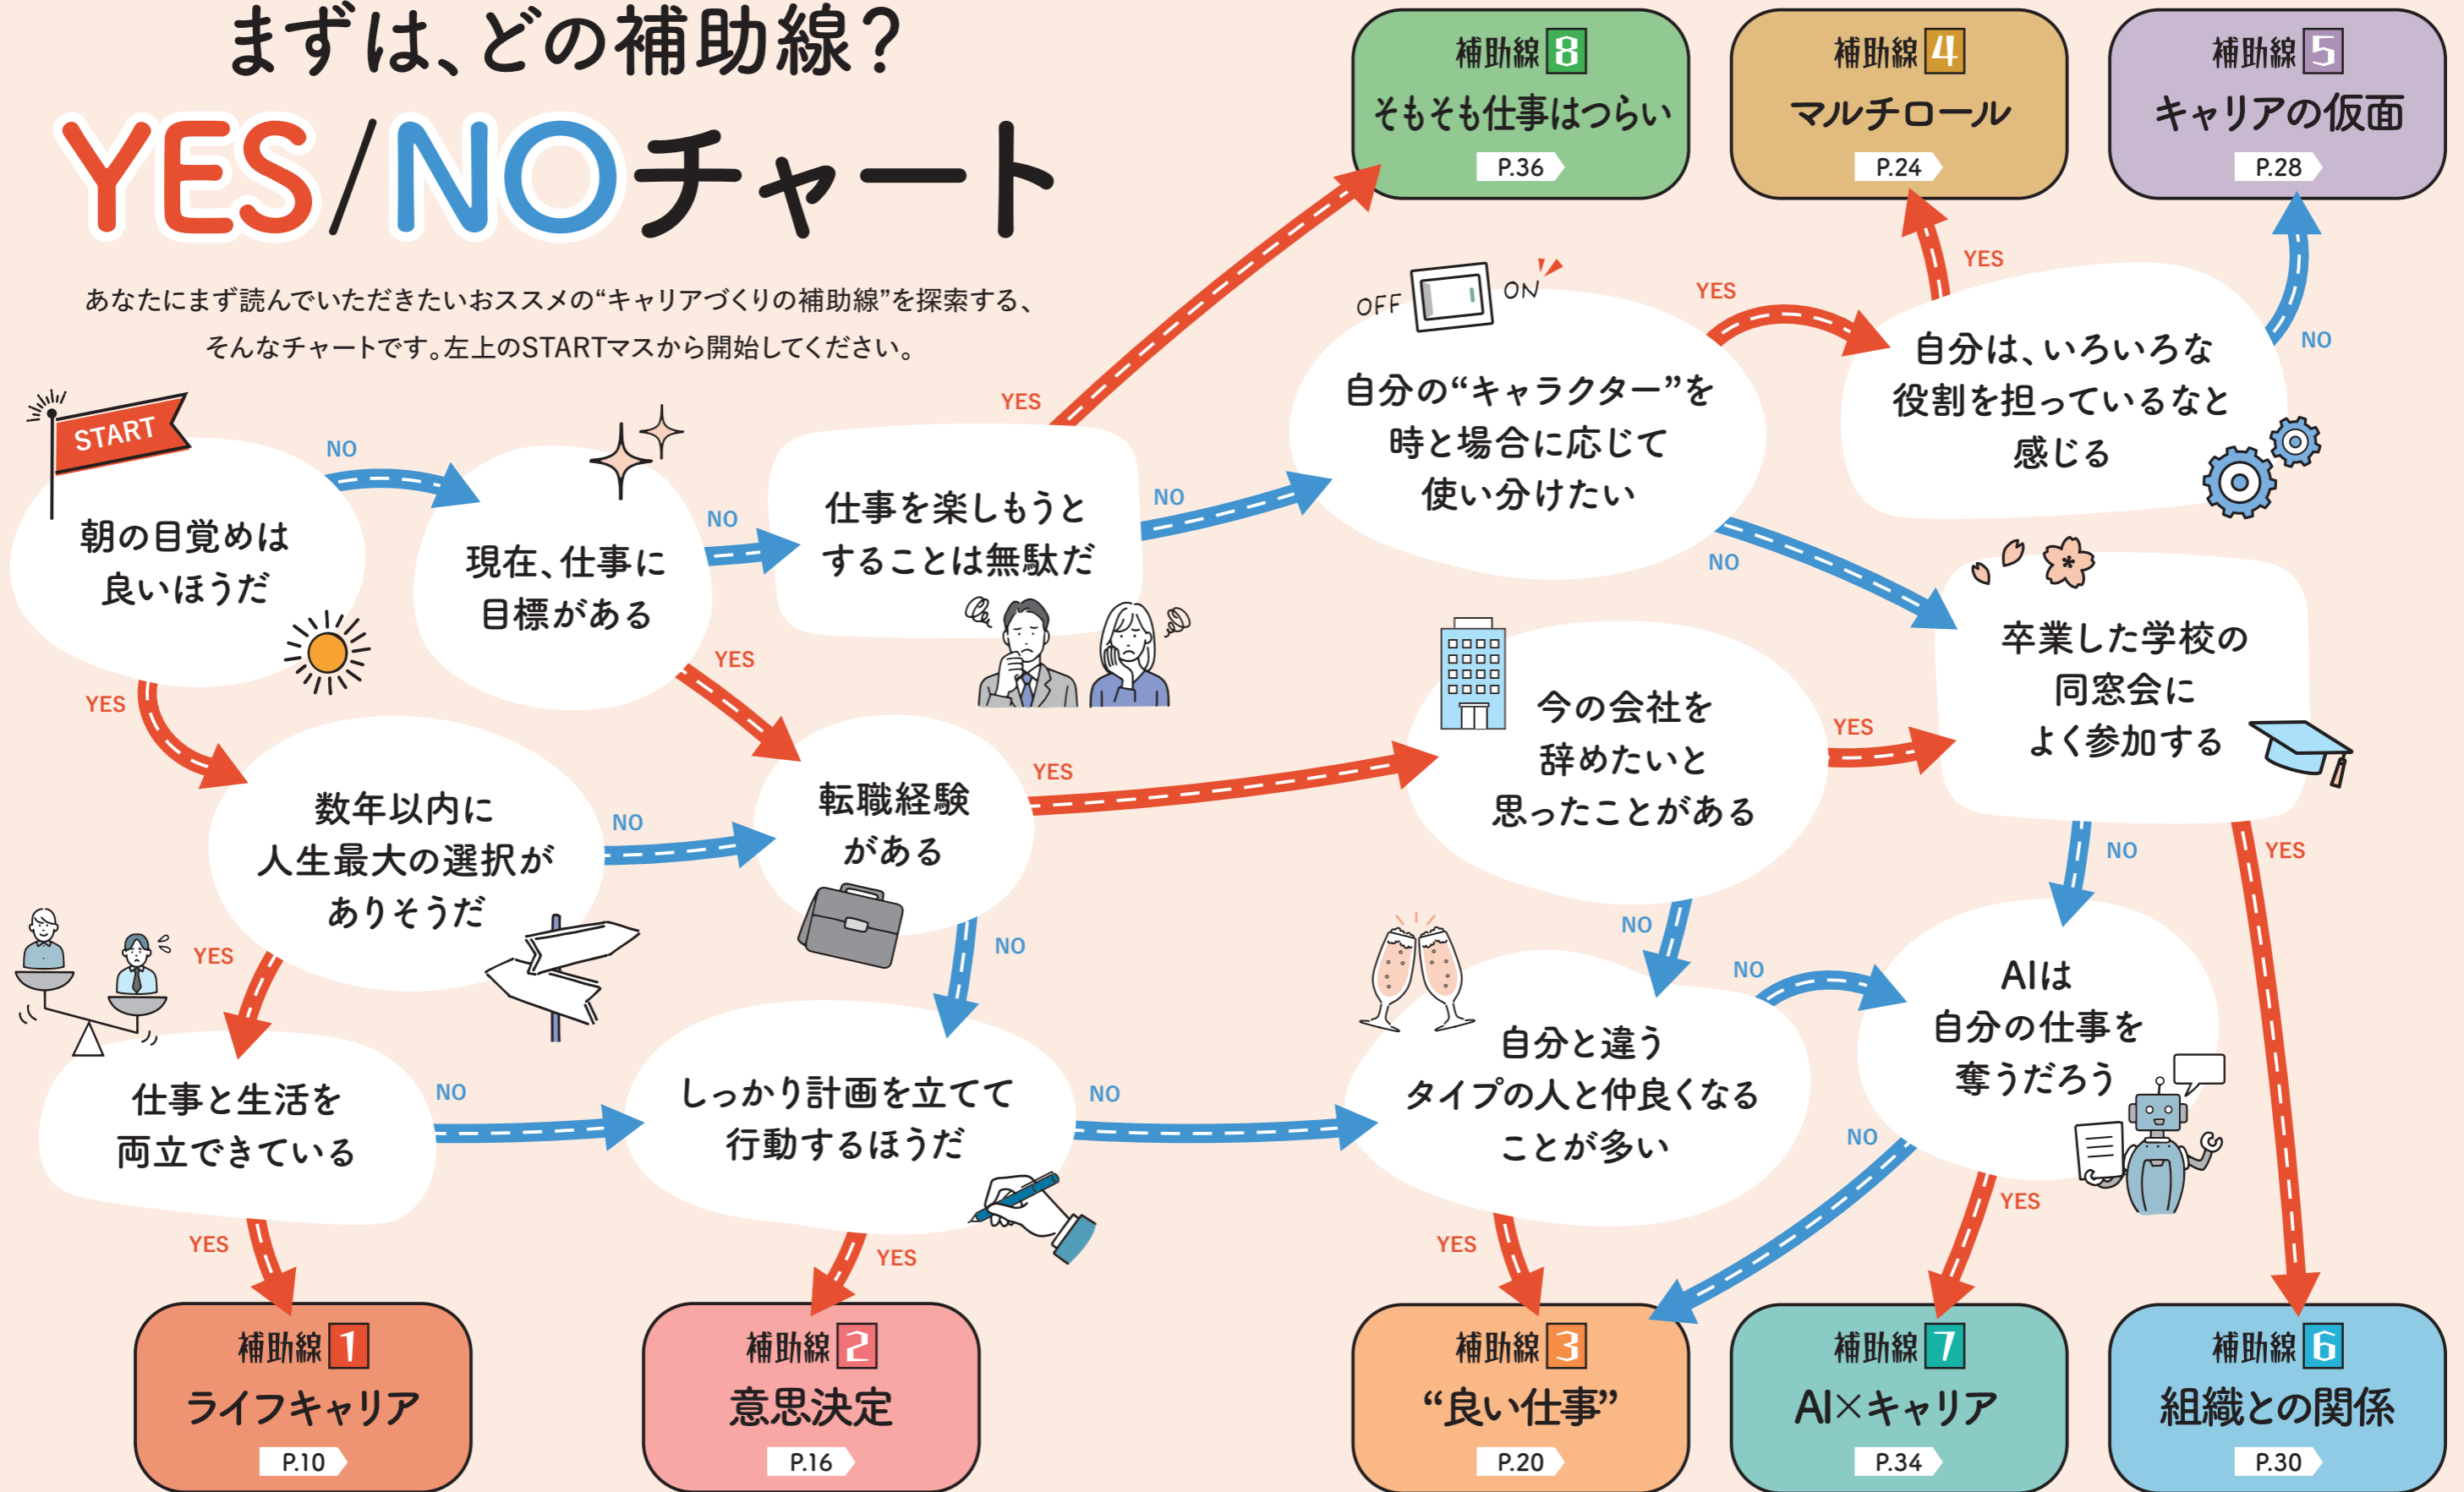 まずは、どの補助線？
YES/NOチャート
あなたにまず読んでいただきたいおススメの“キャリアづくりの補助線”を探索する、
そんなチャートです。左上のSTARTマスから開始してください。
補助線8
そもそも仕事はつらい
P.36
補助線4
マルチロール
P.24
補助線5
キャリアの仮面
P.28
START
朝の目覚めは
良いほうだ
NO
YES
現在、仕事に
目標がある
NO
YES
仕事を楽しもうと
することは無駄だ
YES
NO
OFF
ON
自分の“キャラクター”を
時と場合に応じて
使い分けたい
YES
NO
自分は、いろいろな
役割を担っているなと
感じる
YES
NO
数年以内に
人生最大の選択が
ありそうだ
NO
YES
転職経験
がある
YES
NO
今の会社を
辞めたいと
思ったことがある
YES
NO
卒業した学校の
同窓会に
よく参加する
NO
YES
仕事と生活を
両立できている
NO
YES
しっかり計画を立てて
行動するほうだ
NO
YES
自分と違う
タイプの人と仲良くなる
ことが多い
NO
YES
AIは
自分の仕事を
奪うだろう
NO
YES
補助線1
ライフキャリア
P.10
補助線2
意思決定
P.16
補助線3
“良い仕事”
P.20
補助線7
AI×キャリア
P.34
補助線6
組織との関係
P.30